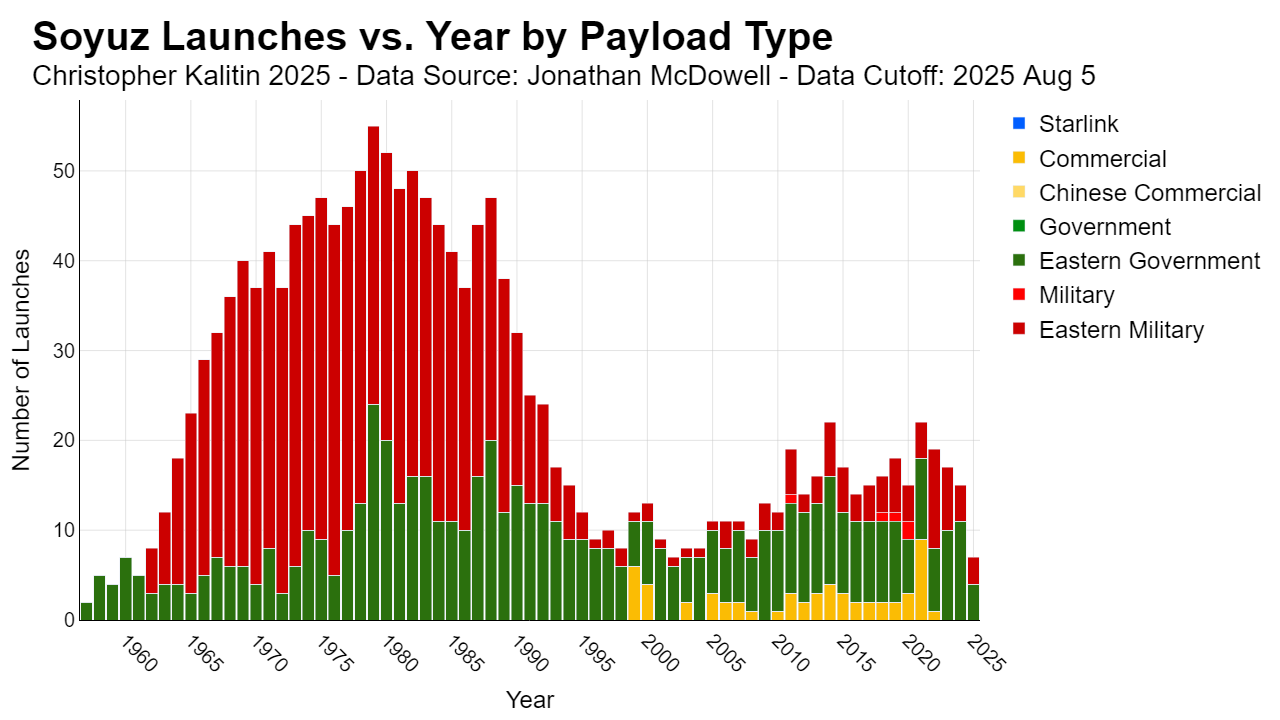 Soyuz Launches vs. Year by Payload Type
Christopher Kalitin 2025 - Data Source: Jonathan McDowell - Data Cutoff: 2025 Aug 5
Starlink
Commercial
Chinese Commercial
Government
Eastern Government
Military
Eastern Military
Number of Launches
50
40
30
20
10
0
1960
1965
1970
1975
1980
1985
1990
1995
2000
2005
2010
2015
2020
2025
Year